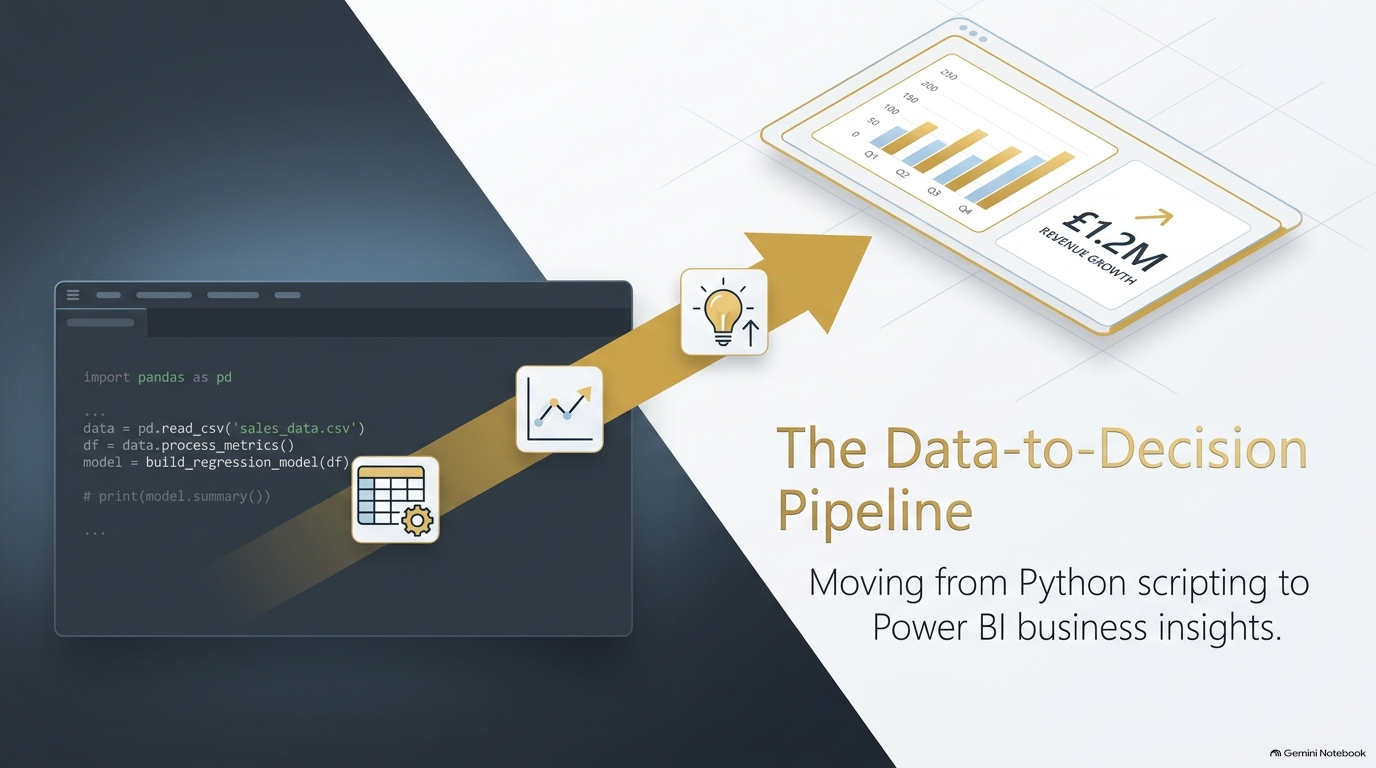 import pandas as pd
...
data = pd.read_csv('sales_data.csv')
df = data.process_metrics()
model = build_regression_model(df)
# print(model.summary())
...
250
200
150
100
50
0
Q1
Q2
Q3
Q4
£1.2M
REVENUE GROWTH
The Data-to-Decision
Pipeline
Moving from Python scripting to
Power BI business insights.
Gemini Notebook